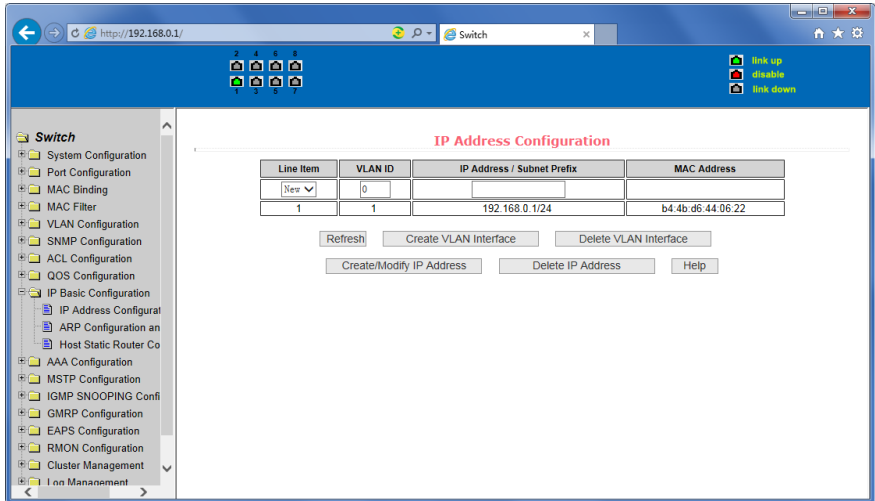 http://192.168.0.1/
Switch
2 4 6 8
1 3 5 7
link up
disable
link down
Switch
System Configuration
Port Configuration
MAC Binding
MAC Filter
VLAN Configuration
SNMP Configuration
ACL Configuration
QOS Configuration
IP Basic Configuration
IP Address Configurat
ARP Configuration an
Host Static Router Co
AAA Configuration
MSTP Configuration
IGMP SNOOPING Confi
GMRP Configuration
EAPS Configuration
RMON Configuration
Cluster Management
Log Management
IP Address Configuration
Line Item VLAN ID IP Address / Subnet Prefix MAC Address
New 0
1 1 192.168.0.1/24 b4:4b:d6:44:06:22
Refresh Create VLAN Interface Delete VLAN Interface
Create/Modify IP Address Delete IP Address Help